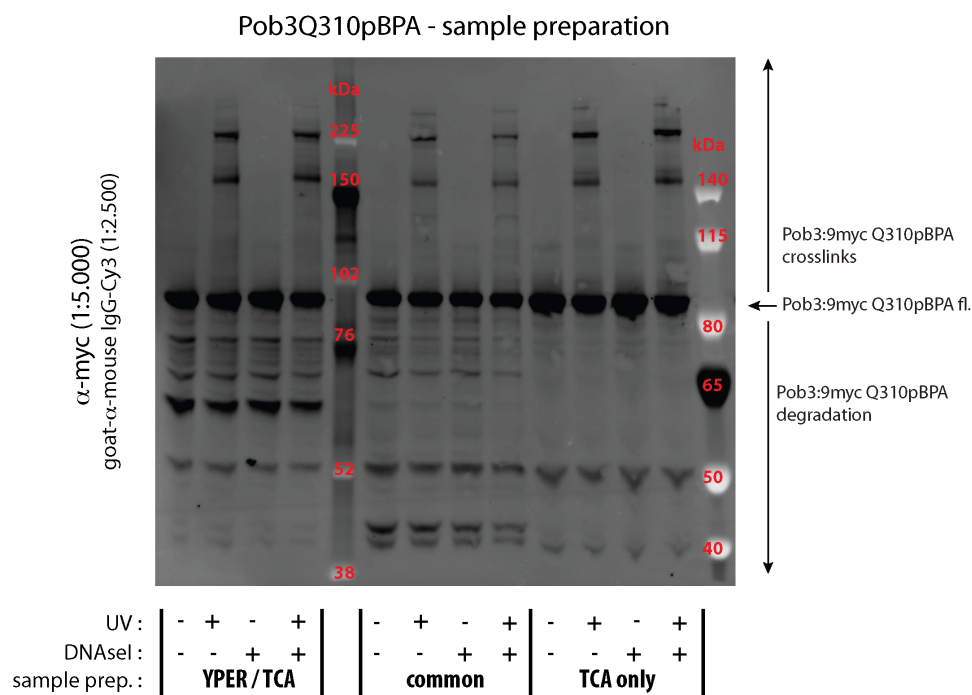 Pob3Q310pBPA - sample preparation
α-myc (1:5.000)
goat-α-mouse IgG-Cy3 (1:2.500)
kDa
225
150
102
76
52
38
kDa
140
115
80
65
50
40
Pob3:9myc Q310pBPA
crosslinks
Pob3:9myc Q310pBPA fl.
Pob3:9myc Q310pBPA
degradation
UV : - + - + - + - + - + - +
DNAseI : - - + + - - + + - - + +
sample prep. : YPER / TCA common TCA only